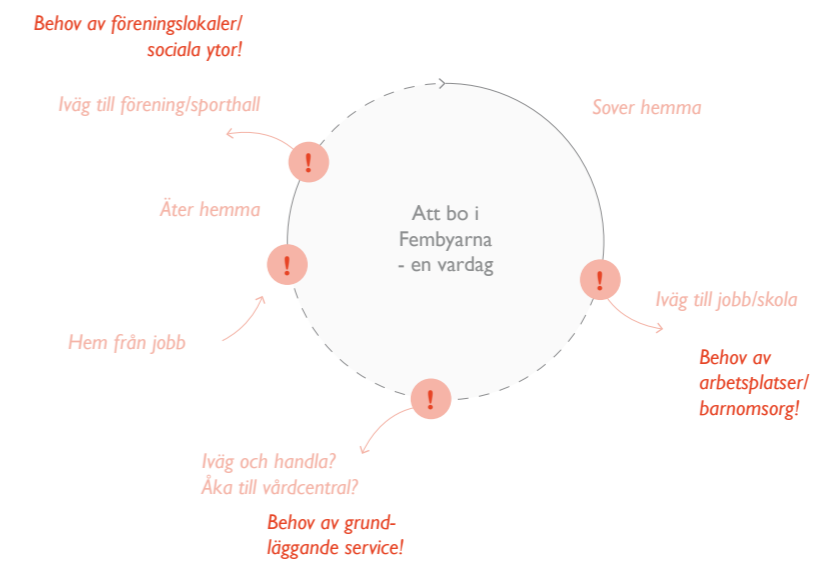 Behov av föreningslokaler/
sociala ytor!
Iväg till förening/sporthall
Sover hemma
Äter hemma
Att bo i
Fembyarna
- en vardag
!
!
!
!
Iväg till jobb/skola
Hem från jobb
Behov av
arbetsplatser/
barnomsorg!
Iväg och handla?
Åka till vårdcentral?
Behov av grund-
läggande service!